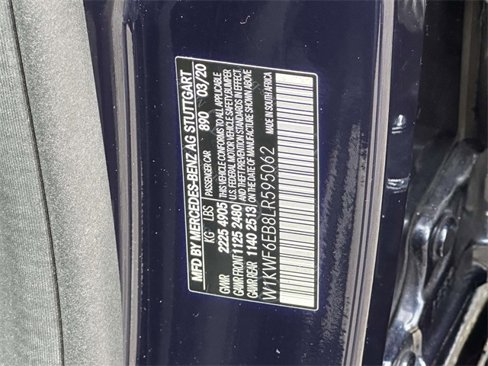 MFD BY MERCEDES-BENZ AG STUTTGART
890 03/20
KG LBS PASSENGER CAR
GVWR 2225 4905 THIS VEHICLE CONFORMS TO ALL APPLICABLE
GAWR FRONT 1125 2480 U.S. FEDERAL MOTOR VEHICLE SAFETY, BUMPER
GAWR REAR 1140 2513 AND THEFT PREVENTION STANDARDS IN EFFECT
ON THE DATE OF MANUFACTURE SHOWN ABOVE
W1KWF6EB8LR595062
MADE IN SOUTH AFRICA